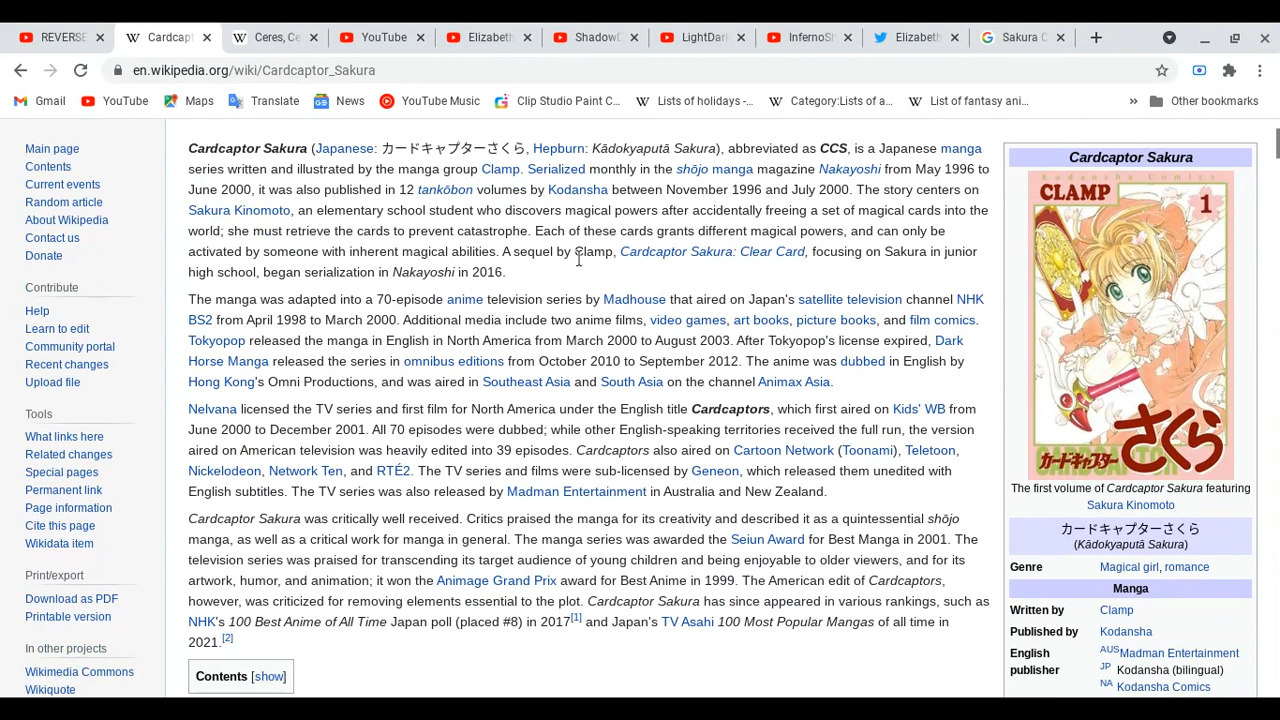 REVERSE
Cardcapt
Ceres, Ce
YouTube
Elizabeth
ShadowD
LightDark
InfernoSh
Elizabeth
Sakura C
en.wikipedia.org/wiki/Cardcaptor_Sakura
Gmail
YouTube
Maps
Translate
News
YouTube Music
Clip Studio Paint C...
Lists of holidays -...
Category:Lists of a...
List of fantasy ani...
»
Other bookmarks
Main page
Contents
Current events
Random article
About Wikipedia
Contact us
Donate
Contribute
Help
Learn to edit
Community portal
Recent changes
Upload file
Tools
What links here
Related changes
Special pages
Permanent link
Page information
Cite this page
Wikidata item
Print/export
Download as PDF
Printable version
In other projects
Wikimedia Commons
Wikiquote
Cardcaptor Sakura (Japanese: カードキャプターさくら, Hepburn: Kādokyaputā Sakura), abbreviated as CCS, is a Japanese manga
series written and illustrated by the manga group Clamp. Serialized monthly in the shōjo manga magazine Nakayoshi from May 1996 to
June 2000, it was also published in 12 tankōbon volumes by Kodansha between November 1996 and July 2000. The story centers on
Sakura Kinomoto, an elementary school student who discovers magical powers after accidentally freeing a set of magical cards into the
world; she must retrieve the cards to prevent catastrophe. Each of these cards grants different magical powers, and can only be
activated by someone with inherent magical abilities. A sequel by Clamp, Cardcaptor Sakura: Clear Card, focusing on Sakura in junior
high school, began serialization in Nakayoshi in 2016.
The manga was adapted into a 70-episode anime television series by Madhouse that aired on Japan's satellite television channel NHK
BS2 from April 1998 to March 2000. Additional media include two anime films, video games, art books, picture books, and film comics.
Tokyopop released the manga in English in North America from March 2000 to August 2003. After Tokyopop's license expired, Dark
Horse Manga released the series in omnibus editions from October 2010 to September 2012. The anime was dubbed in English by
Hong Kong's Omni Productions, and was aired in Southeast Asia and South Asia on the channel Animax Asia.
Nelvana licensed the TV series and first film for North America under the English title Cardcaptors, which first aired on Kids' WB from
June 2000 to December 2001. All 70 episodes were dubbed; while other English-speaking territories received the full run, the version
aired on American television was heavily edited into 39 episodes. Cardcaptors also aired on Cartoon Network (Toonami), Teletoon,
Nickelodeon, Network Ten, and RTÉ2. The TV series and films were sub-licensed by Geneon, which released them unedited with
English subtitles. The TV series was also released by Madman Entertainment in Australia and New Zealand.
Cardcaptor Sakura was critically well received. Critics praised the manga for its creativity and described it as a quintessential shōjo
manga, as well as a critical work for manga in general. The manga series was awarded the Seiun Award for Best Manga in 2001. The
television series was praised for transcending its target audience of young children and being enjoyable to older viewers, and for its
artwork, humor, and animation; it won the Animage Grand Prix award for Best Anime in 1999. The American edit of Cardcaptors,
however, was criticized for removing elements essential to the plot. Cardcaptor Sakura has since appeared in various rankings, such as
NHK's 100 Best Anime of All Time Japan poll (placed #8) in 2017[1] and Japan's TV Asahi 100 Most Popular Mangas of all time in
2021.[2]
Contents [show]
Cardcaptor Sakura
CLAMP
1
カードキャプター さくら
The first volume of Cardcaptor Sakura featuring
Sakura Kinomoto
カードキャプターさくら
(Kādokyaputā Sakura)
Genre Magical girl, romance
Manga
Written by Clamp
Published by Kodansha
English AUSMadman Entertainment
publisher JP Kodansha (bilingual)
NA Kodansha Comics